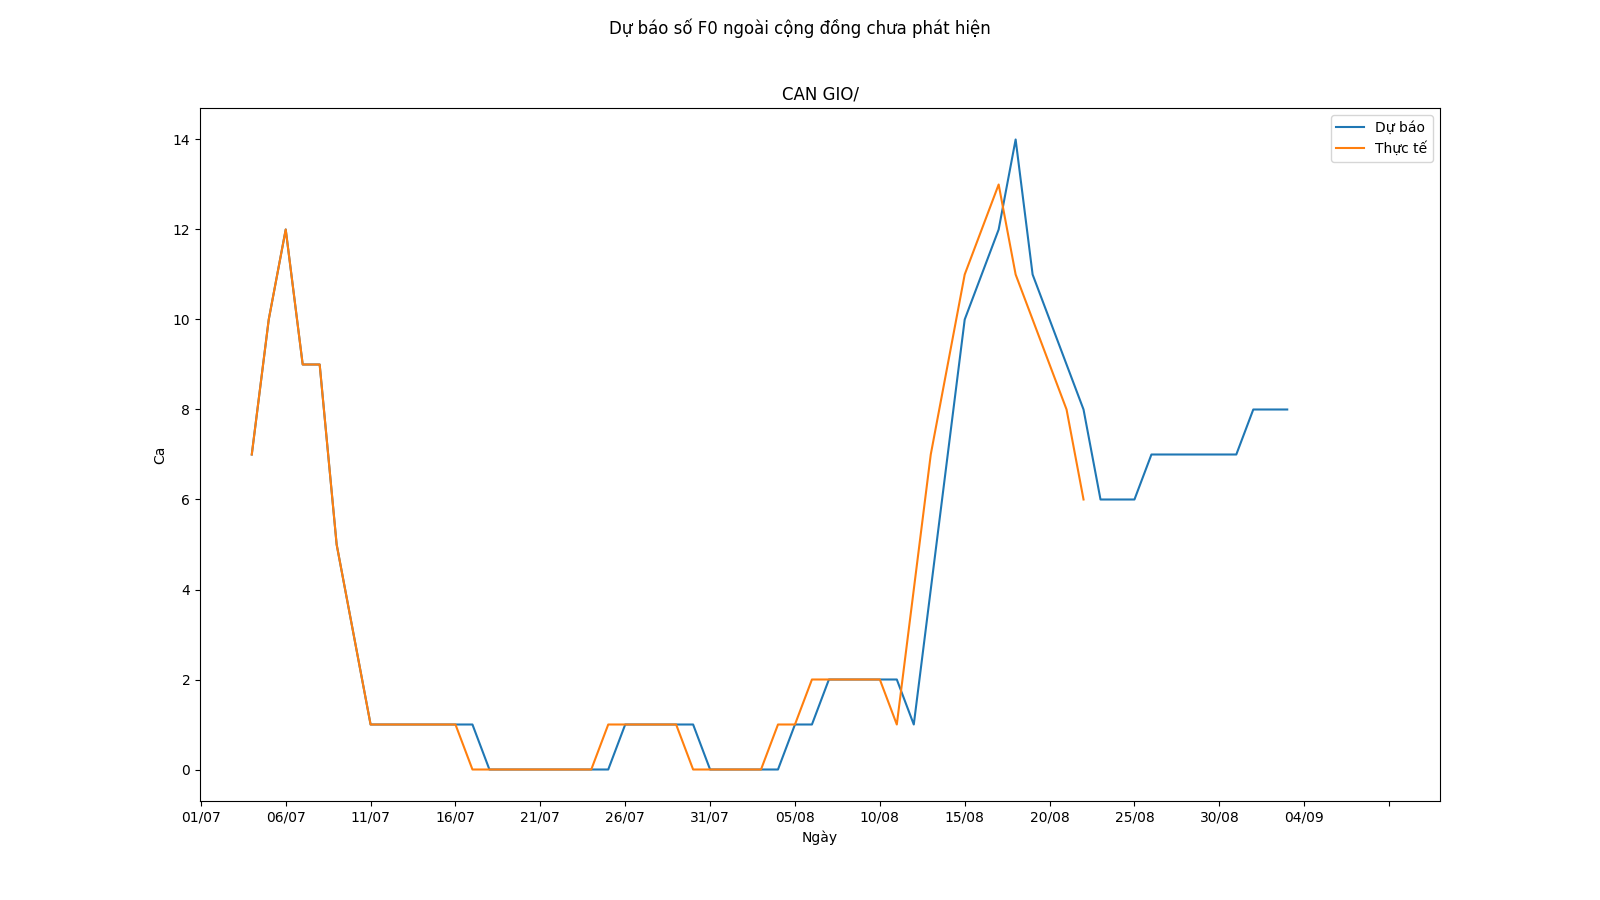 Dự báo số F0 ngoài cộng đồng chưa phát hiện
CAN GIO/
Dự báo
Thực tế
14
12
10
8
6
4
2
0
Ca
01/07 06/07 11/07 16/07 21/07 26/07 31/07 05/08 10/08 15/08 20/08 25/08 30/08 04/09
Ngày